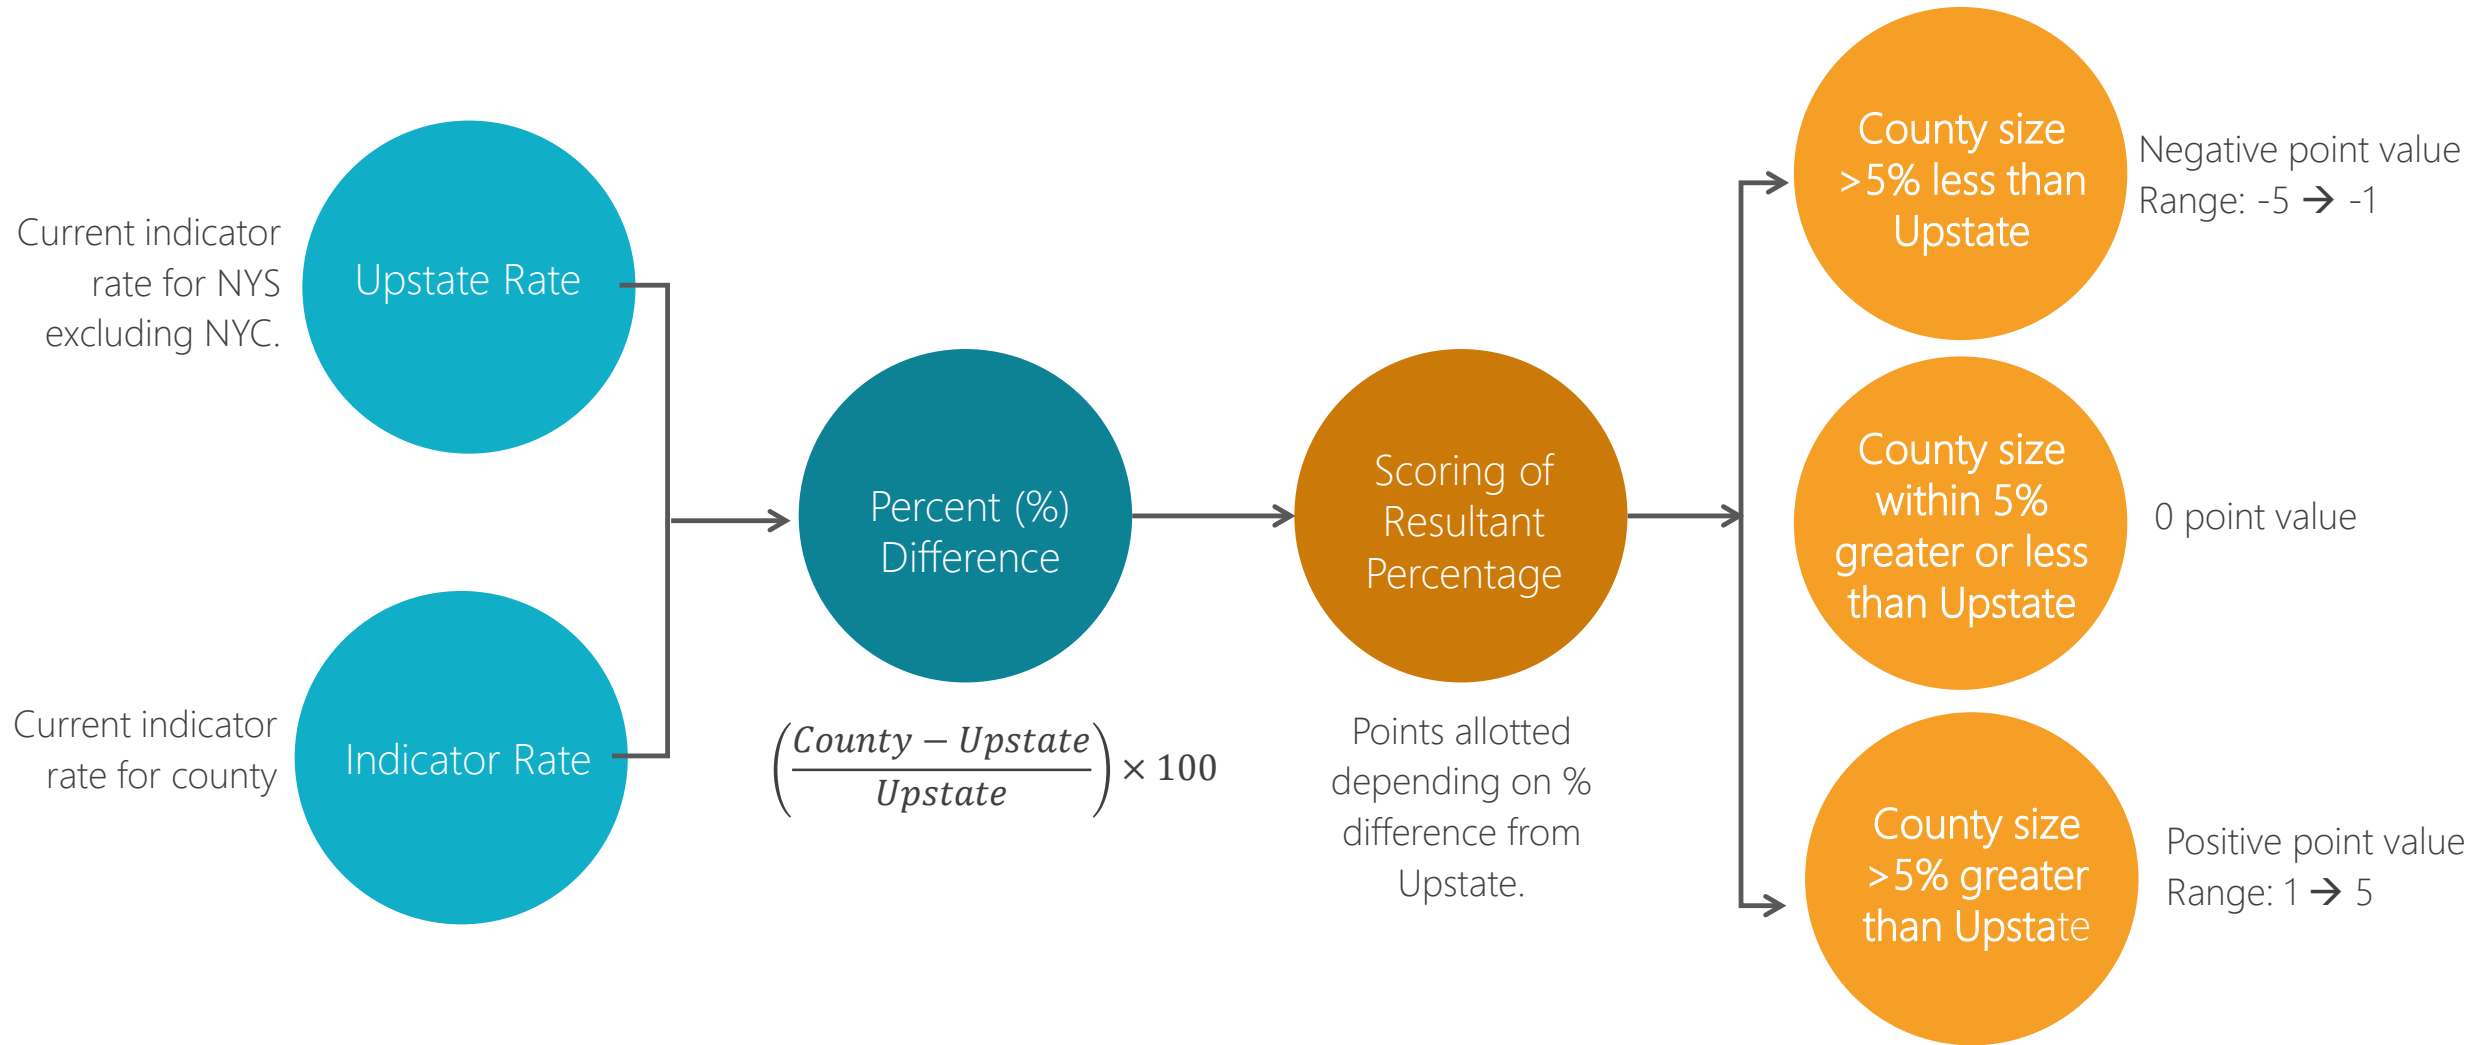 Current indicator
rate for NYS
excluding NYC.
Upstate Rate
Current indicator
rate for county
Indicator Rate
Percent (%)
Difference
(County − Upstate / Upstate) × 100
Scoring of
Resultant
Percentage
Points allotted
depending on %
difference from
Upstate.
County size
>5% less than
Upstate
Negative point value
Range: -5 → -1
County size
within 5%
greater or less
than Upstate
0 point value
County size
>5% greater
than Upstate
Positive point value
Range: 1 → 5